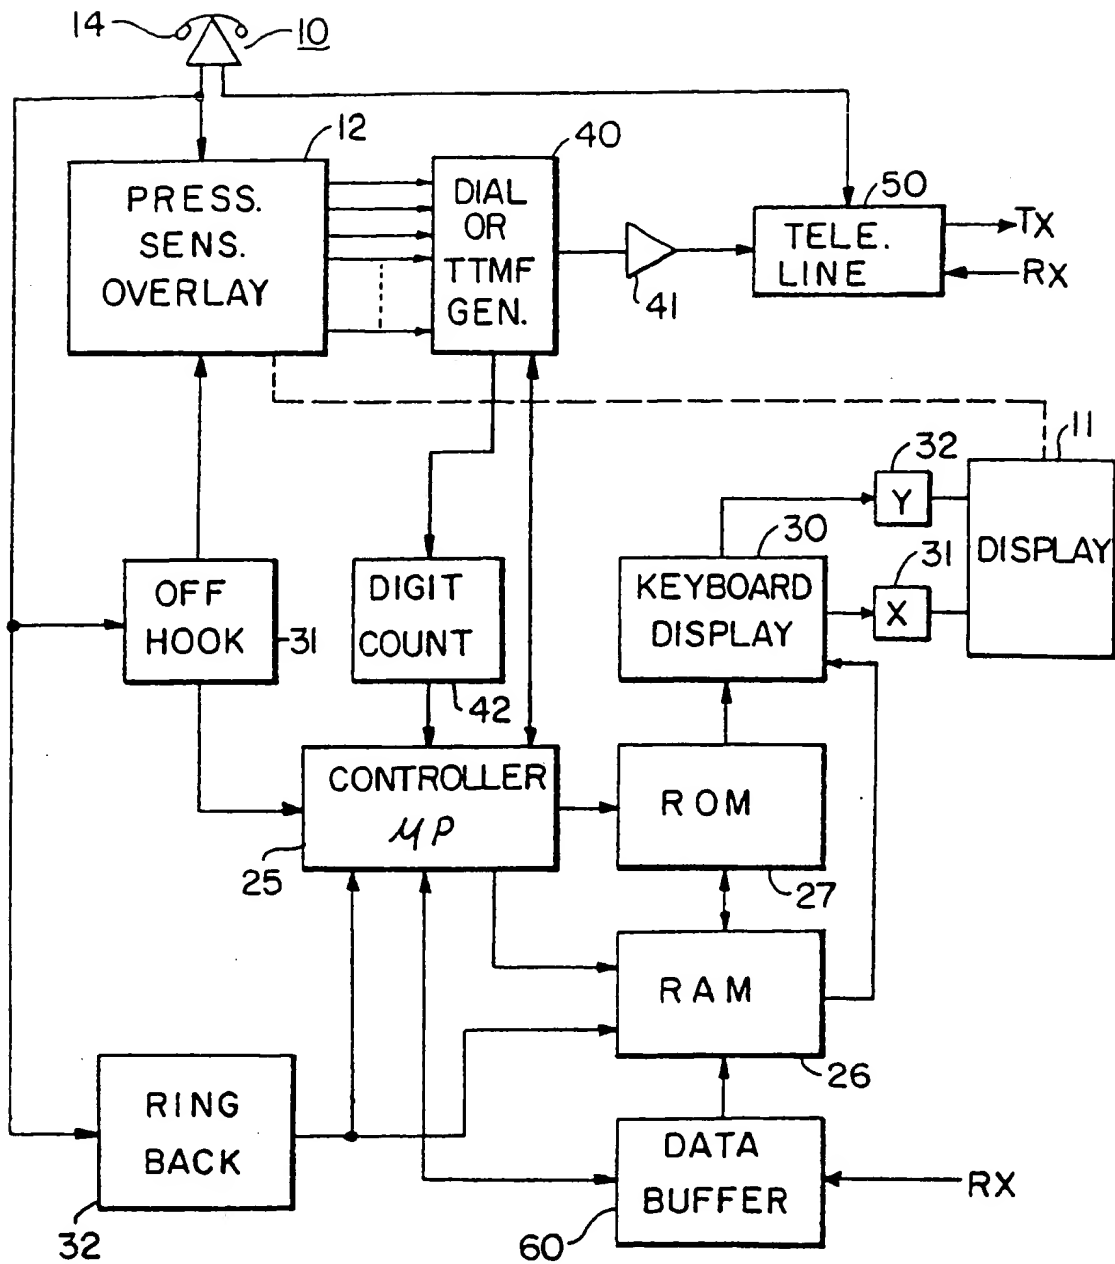 14
10
12
PRESS.
SENS.
OVERLAY
40
DIAL
OR
TTMF
GEN.
41
50
TELE.
LINE
TX
RX
11
DISPLAY
32
Y
31
X
30
KEYBOARD
DISPLAY
OFF
HOOK
31
DIGIT
COUNT
42
CONTROLLER
μP
25
ROM
27
RAM
26
RING
BACK
32
DATA
BUFFER
60
RX